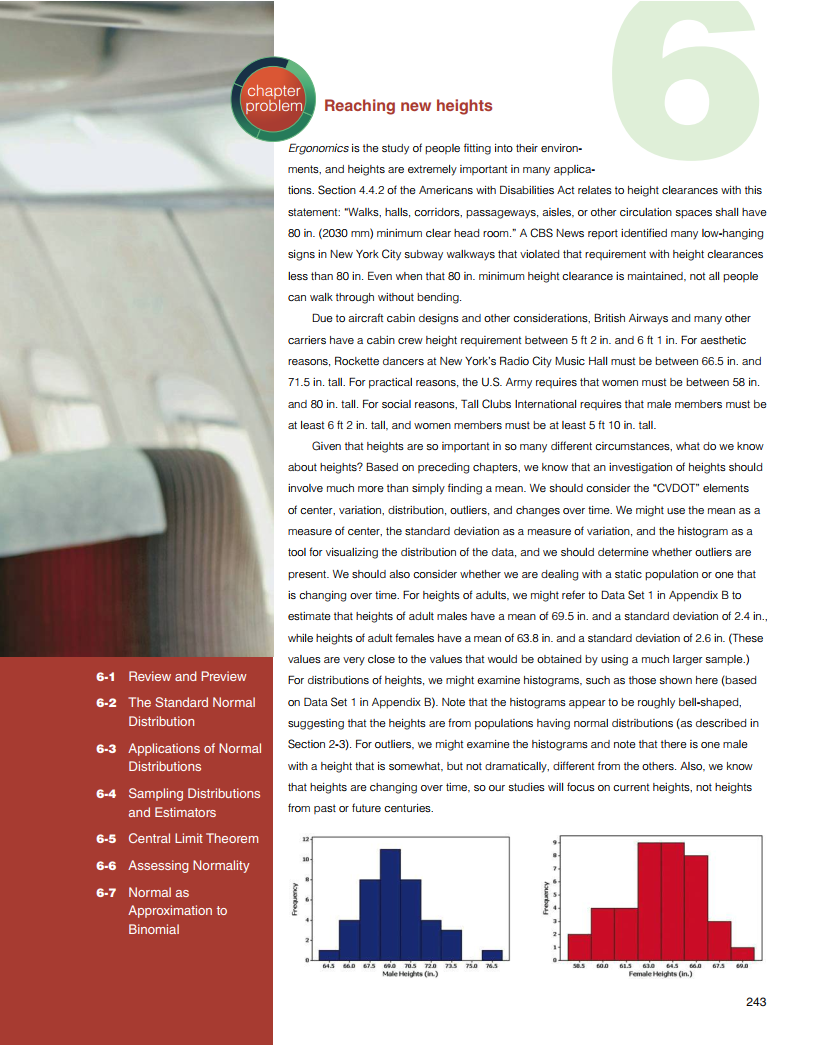 6
chapter
problem
Reaching new heights
Ergonomics is the study of people fitting into their environ-
ments, and heights are extremely important in many applica-
tions. Section 4.4.2 of the Americans with Disabilities Act relates to height clearances with this
statement: “Walks, halls, corridors, passageways, aisles, or other circulation spaces shall have
80 in. (2030 mm) minimum clear head room.” A CBS News report identified many low-hanging
signs in New York City subway walkways that violated that requirement with height clearances
less than 80 in. Even when that 80 in. minimum height clearance is maintained, not all people
can walk through without bending.
Due to aircraft cabin designs and other considerations, British Airways and many other
carriers have a cabin crew height requirement between 5 ft 2 in. and 6 ft 1 in. For aesthetic
reasons, Rockette dancers at New York’s Radio City Music Hall must be between 66.5 in. and
71.5 in. tall. For practical reasons, the U.S. Army requires that women must be between 58 in.
and 80 in. tall. For social reasons, Tall Clubs International requires that male members must be
at least 6 ft 2 in. tall, and women members must be at least 5 ft 10 in. tall.
Given that heights are so important in so many different circumstances, what do we know
about heights? Based on preceding chapters, we know that an investigation of heights should
involve much more than simply finding a mean. We should consider the “CVDOT” elements
of center, variation, distribution, outliers, and changes over time. We might use the mean as a
measure of center, the standard deviation as a measure of variation, and the histogram as a
tool for visualizing the distribution of the data, and we should determine whether outliers are
present. We should also consider whether we are dealing with a static population or one that
is changing over time. For heights of adults, we might refer to Data Set 1 in Appendix B to
estimate that heights of adult males have a mean of 69.5 in. and a standard deviation of 2.4 in.,
while heights of adult females have a mean of 63.8 in. and a standard deviation of 2.6 in. (These
values are very close to the values that would be obtained by using a much larger sample.)
For distributions of heights, we might examine histograms, such as those shown here (based
on Data Set 1 in Appendix B). Note that the histograms appear to be roughly bell-shaped,
suggesting that the heights are from populations having normal distributions (as described in
Section 2-3). For outliers, we might examine the histograms and note that there is one male
with a height that is somewhat, but not dramatically, different from the others. Also, we know
that heights are changing over time, so our studies will focus on current heights, not heights
from past or future centuries.
6-1 Review and Preview
6-2 The Standard Normal
Distribution
6-3 Applications of Normal
Distributions
6-4 Sampling Distributions
and Estimators
6-5 Central Limit Theorem
6-6 Assessing Normality
6-7 Normal as
Approximation to
Binomial
12
10
8
6
4
2
0
Frequency
64.5 66.0 67.5 69.0 70.5 72.0 73.5 75.0 76.5
Male Heights (in.)
9
8
7
6
5
4
3
2
1
0
Frequency
58.5 60.0 61.5 63.0 64.5 66.0 67.5 69.0
Female Heights (in.)
243